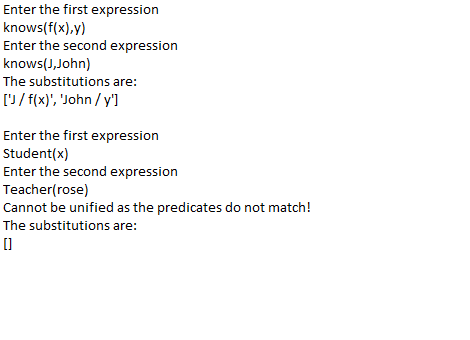 Enter the first expression
knows(f(x),y)
Enter the second expression
knows(J,John)
The substitutions are:
['J / f(x)', 'John / y']
Enter the first expression
Student(x)
Enter the second expression
Teacher(rose)
Cannot be unified as the predicates do not match!
The substitutions are:
[]